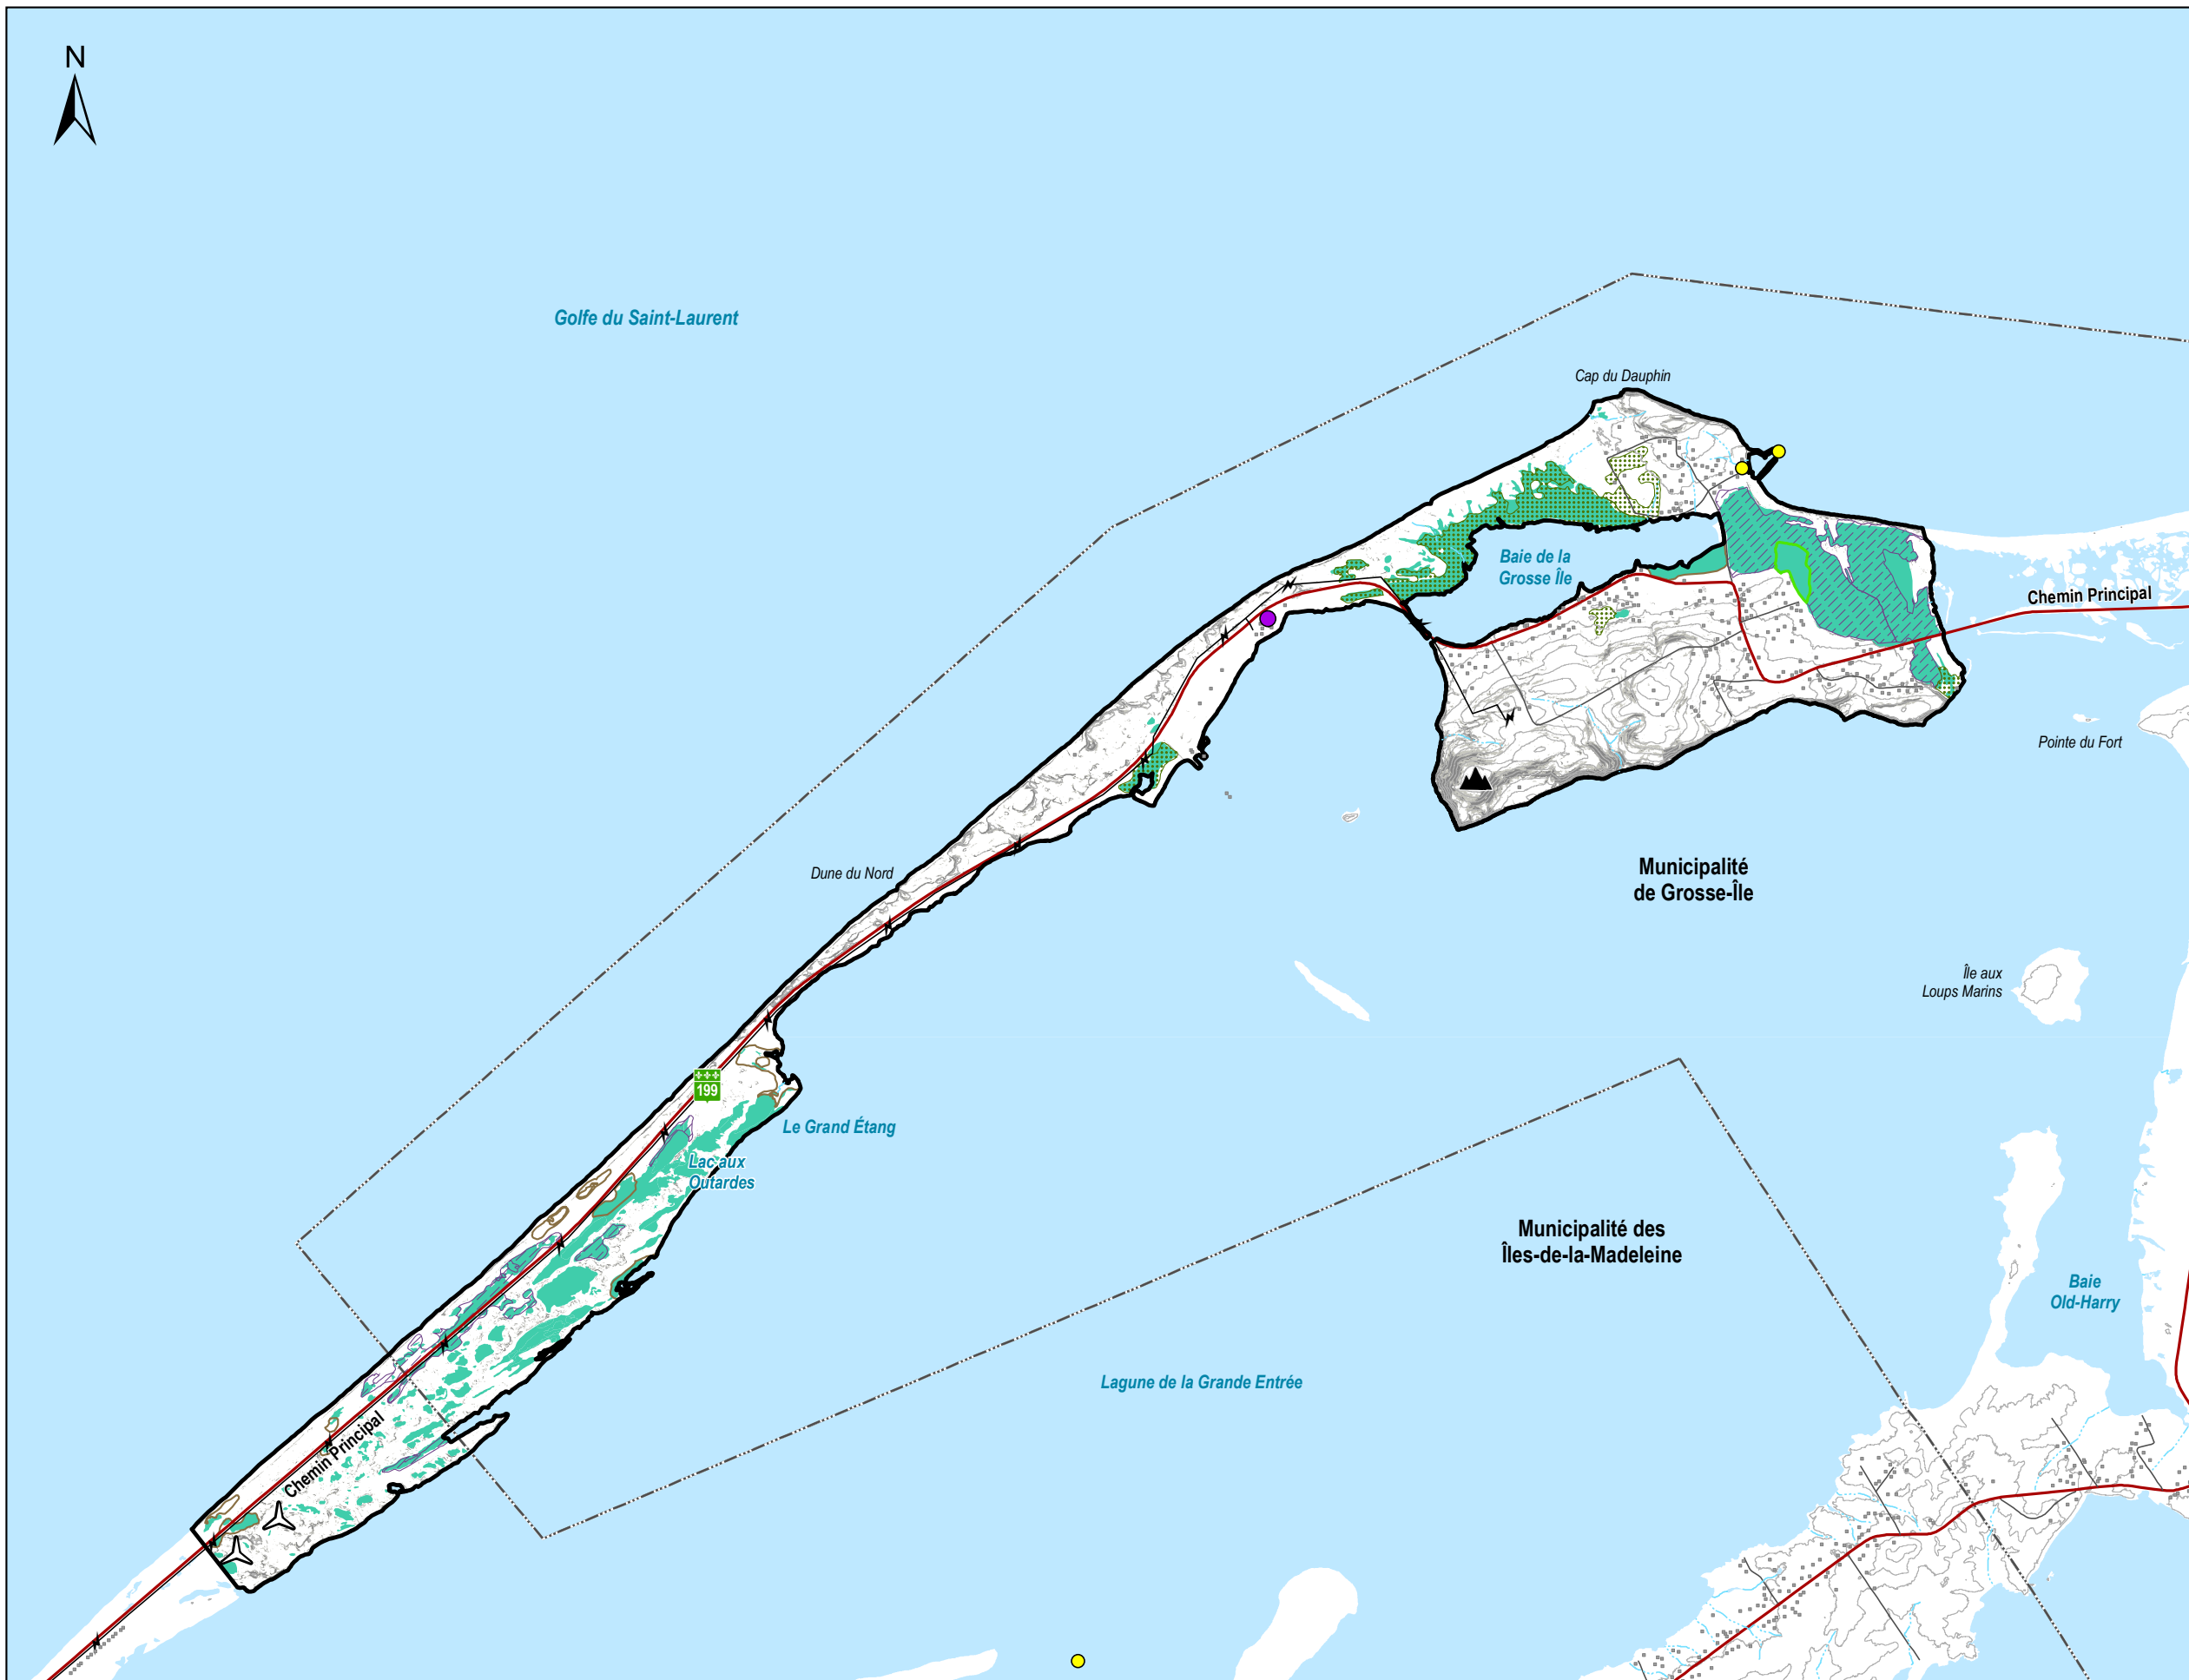 N
Golfe du Saint-Laurent
Cap du Dauphin
Baie de la
Grosse Île
Chemin Principal
Pointe du Fort
Municipalité
de Grosse-Île
Dune du Nord
Île aux
Loups Marins
199
Le Grand Étang
Lac aux
Outardes
Municipalité des
Îles-de-la-Madeleine
Baie
Old-Harry
Lagune de la Grande Entrée
Chemin Principal